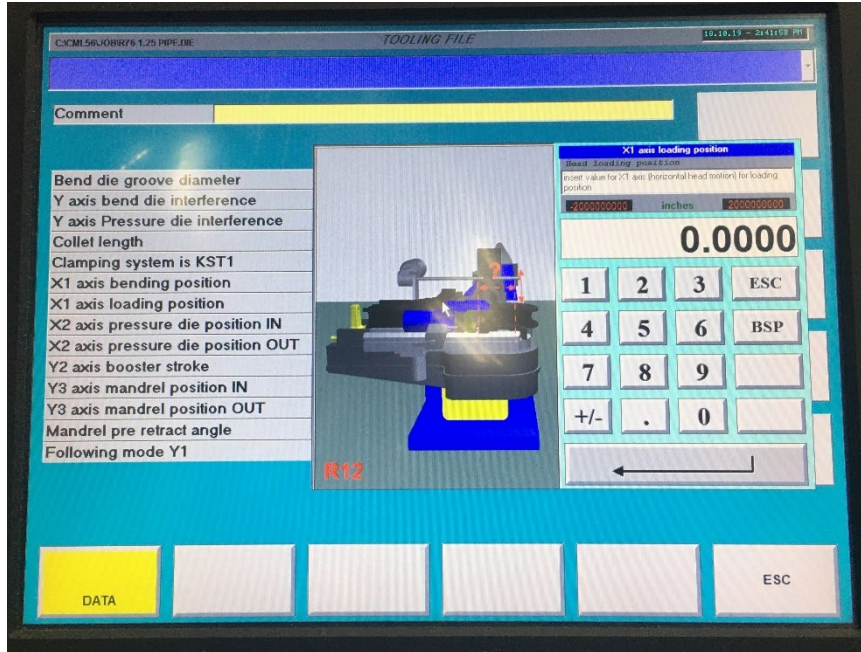 C:\CML56\JOB\R76 1.25 PIPE.DIE
TOOLING FILE
18.10.19 - 2:41:58 PM
Comment
Bend die groove diameter
Y axis bend die interference
Y axis Pressure die interference
Collet length
Clamping system is KST1
X1 axis bending position
X1 axis loading position
X2 axis pressure die position IN
X2 axis pressure die position OUT
Y2 axis booster stroke
Y3 axis mandrel position IN
Y3 axis mandrel position OUT
Mandrel pre retract angle
Following mode Y1
?
R12
X1 axis loading position
Head loading position
insert value for X1 axis (horizontal head motion) for loading
position
-2000000000 inches 2000000000
0.0000
1 2 3 ESC
4 5 6 BSP
7 8 9
+/- . 0
DATA
ESC